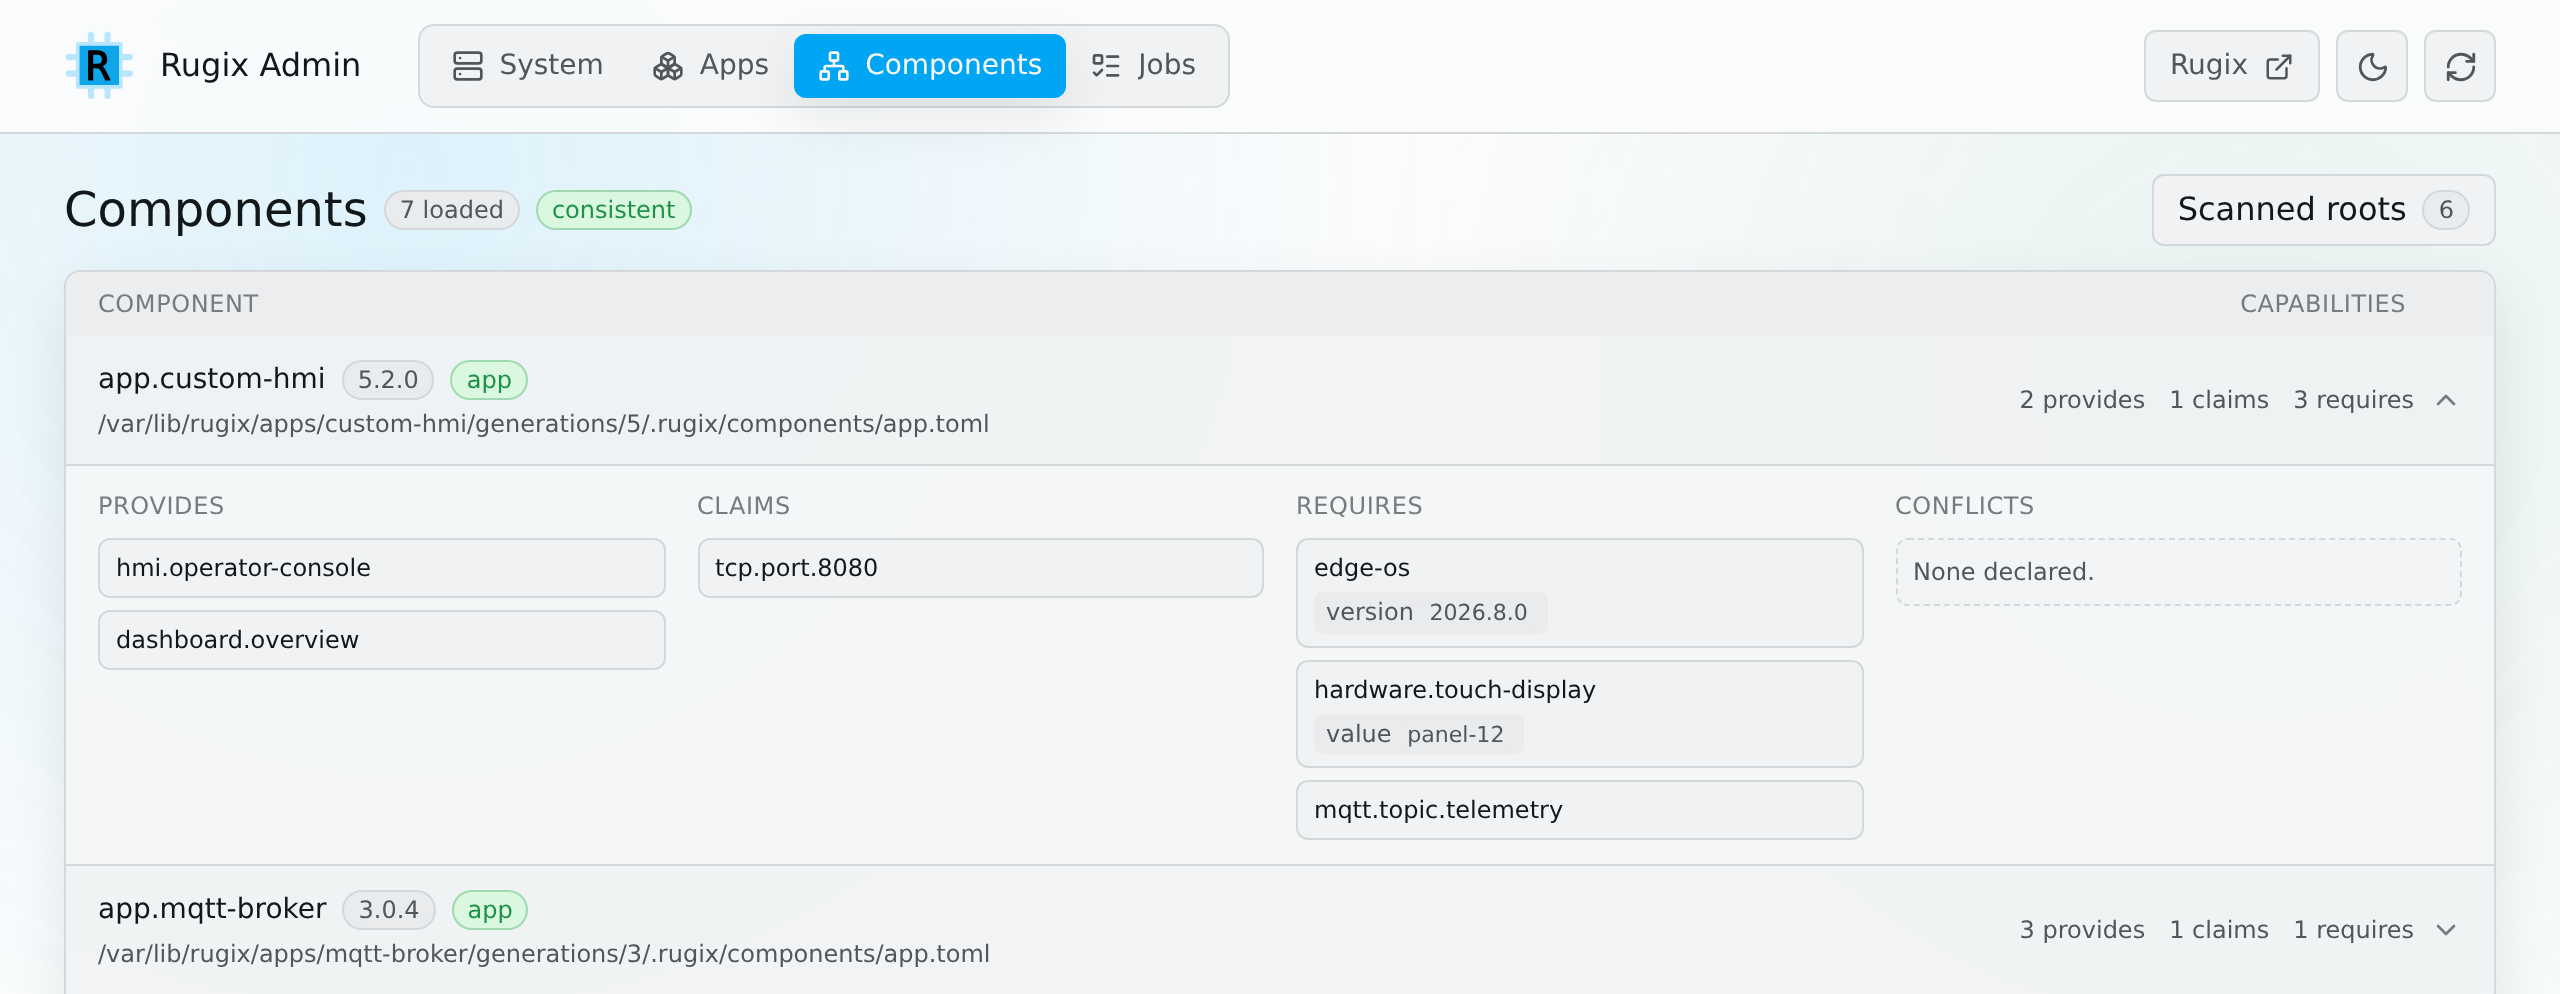 R Rugix Admin System Apps Components Jobs Rugix
Components 7 loaded consistent Scanned roots 6
COMPONENT CAPABILITIES
app.custom-hmi 5.2.0 app
/var/lib/rugix/apps/custom-hmi/generations/5/.rugix/components/app.toml
2 provides 1 claims 3 requires
PROVIDES
hmi.operator-console
dashboard.overview
CLAIMS
tcp.port.8080
REQUIRES
edge-os
version 2026.8.0
hardware.touch-display
value panel-12
mqtt.topic.telemetry
CONFLICTS
None declared.
app.mqtt-broker 3.0.4 app
/var/lib/rugix/apps/mqtt-broker/generations/3/.rugix/components/app.toml
3 provides 1 claims 1 requires